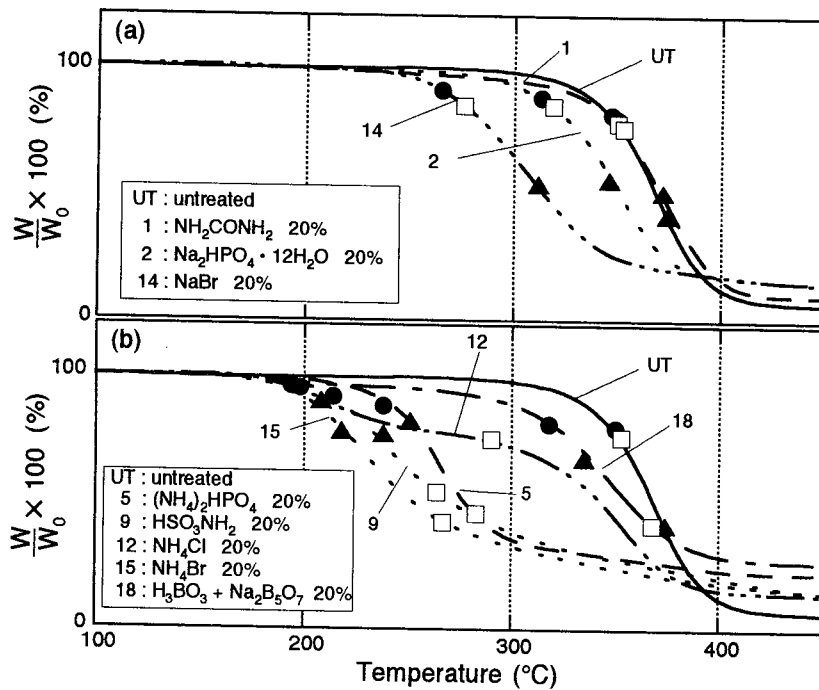 (a)
1
UT
100
14
2
W/W₀ × 100 (%)
UT : untreated
1 : NH₂CONH₂ 20%
2 : Na₂HPO₄ · 12H₂O 20%
14 : NaBr 20%
0
(b)
12
UT
100
15
18
W/W₀ × 100 (%)
UT : untreated
5 : (NH₄)₂HPO₄ 20%
9 : HSO₃NH₂ 20%
12 : NH₄Cl 20%
15 : NH₄Br 20%
18 : H₃BO₃ + Na₂B₅O₇ 20%
9
5
0
100
200
300
400
Temperature (°C)